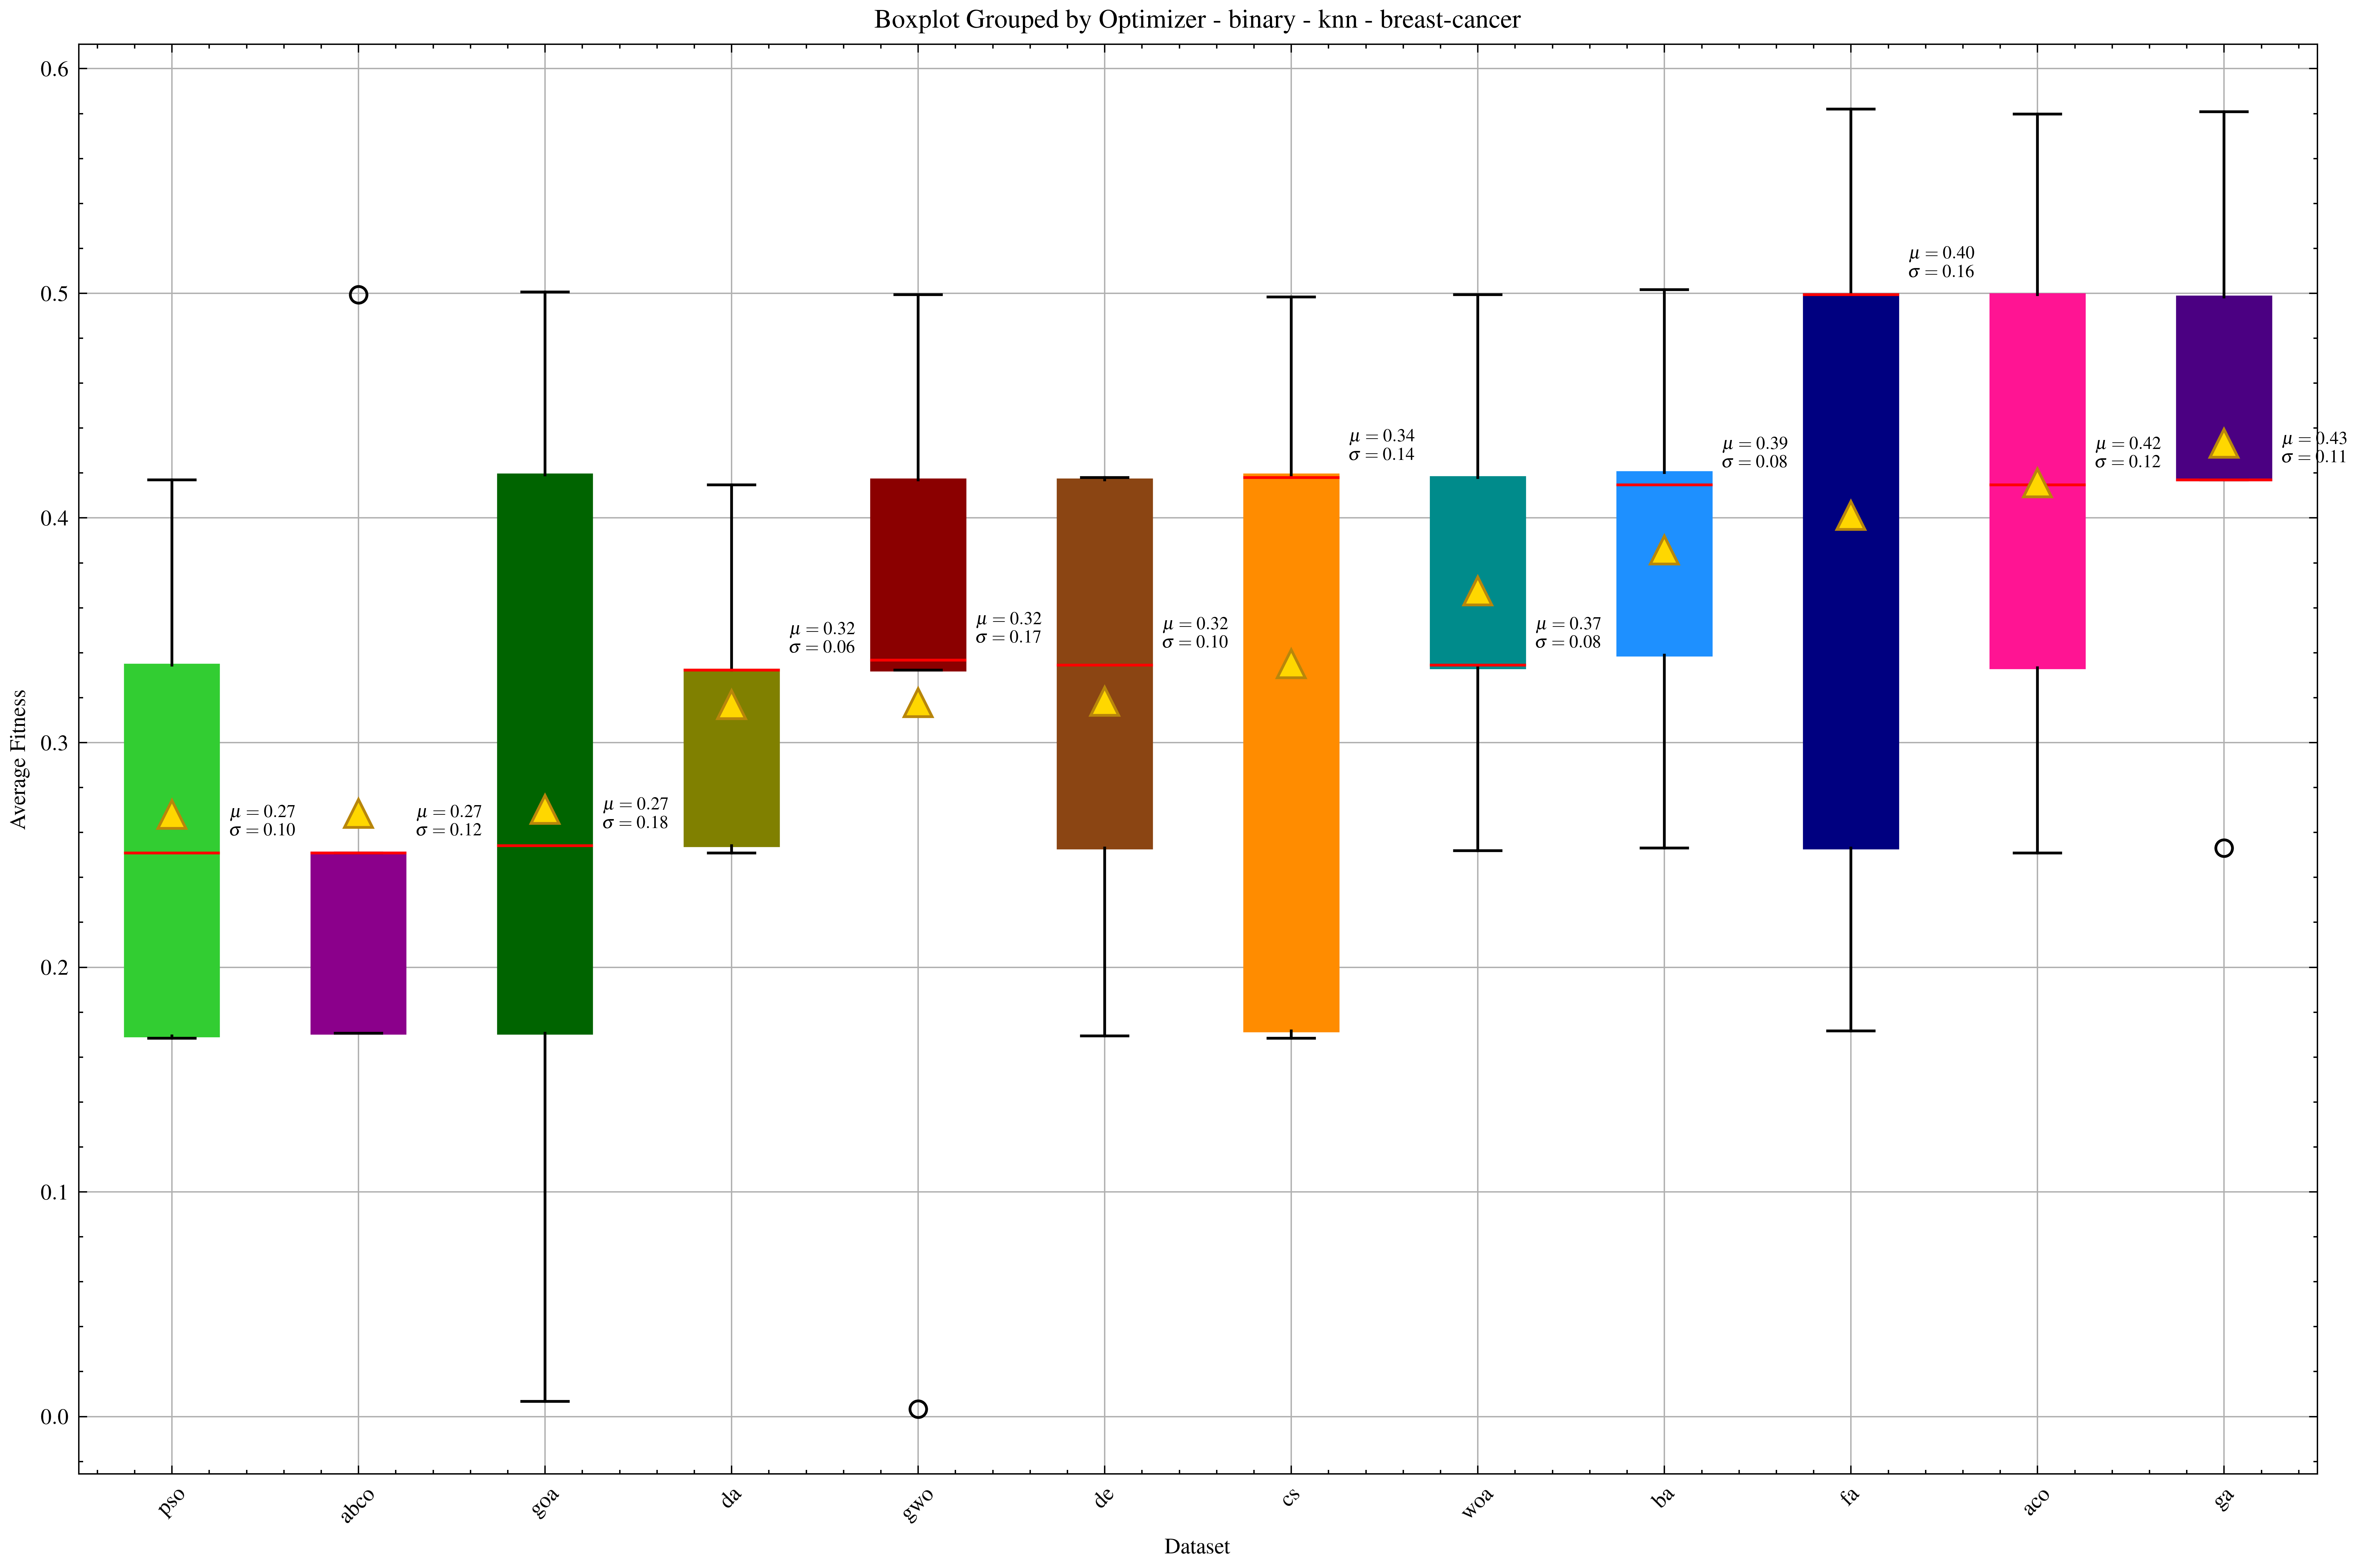 Boxplot Grouped by Optimizer - binary - knn - breast-cancer
Average Fitness
0.6
0.5
0.4
0.3
0.2
0.1
0.0
μ = 0.27
σ = 0.10
μ = 0.27
σ = 0.12
μ = 0.27
σ = 0.18
μ = 0.32
σ = 0.06
μ = 0.32
σ = 0.17
μ = 0.32
σ = 0.10
μ = 0.34
σ = 0.14
μ = 0.37
σ = 0.08
μ = 0.39
σ = 0.08
μ = 0.40
σ = 0.16
μ = 0.42
σ = 0.12
μ = 0.43
σ = 0.11
pso
abco
goa
da
gwo
de
cs
woa
ba
fa
aco
ga
Dataset